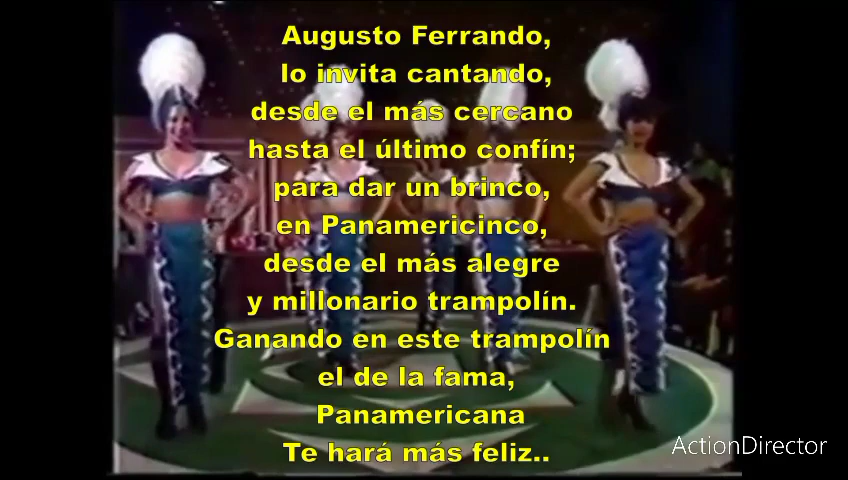 Augusto Ferrando,
lo invita cantando,
desde el más cercano
hasta el último confín;
para dar un brinco,
en Panamericinco,
desde el más alegre
y millonario trampolín.
Ganando en este trampolín
el de la fama,
Panamericana
Te hará más feliz..
ActionDirector